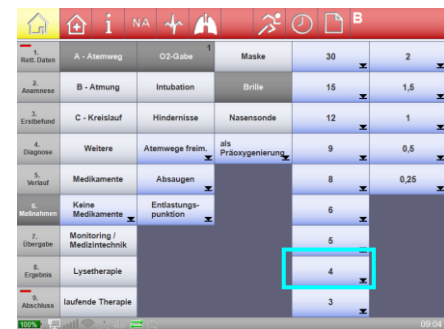 NA
B
1.
Rett. Daten
A - Atemweg
O2-Gabe
1
Maske
30
2
2.
Anamnese
B - Atmung
Intubation
Brille
15
1,5
3.
Erstbefund
C - Kreislauf
Hindernisse
Nasensonde
12
1
4.
Diagnose
Weitere
Atemwege freim.
als
Präoxygenierung
9
0,5
5.
Verlauf
Medikamente
Absaugen
8
0,25
6.
Maßnahmen
Keine
Medikamente
Entlastungs-
punktion
6
7.
Übergabe
Monitoring /
Medizintechnik
5
8.
Ergebnis
Lysetherapie
4
9.
Abschluss
laufende Therapie
3
100%
09:04